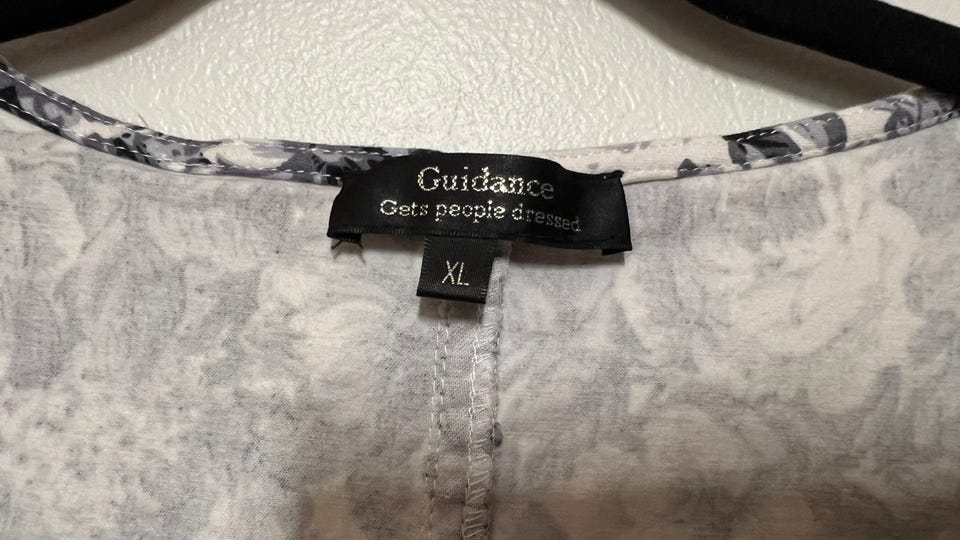 Guidance
Gets people dressed
XL